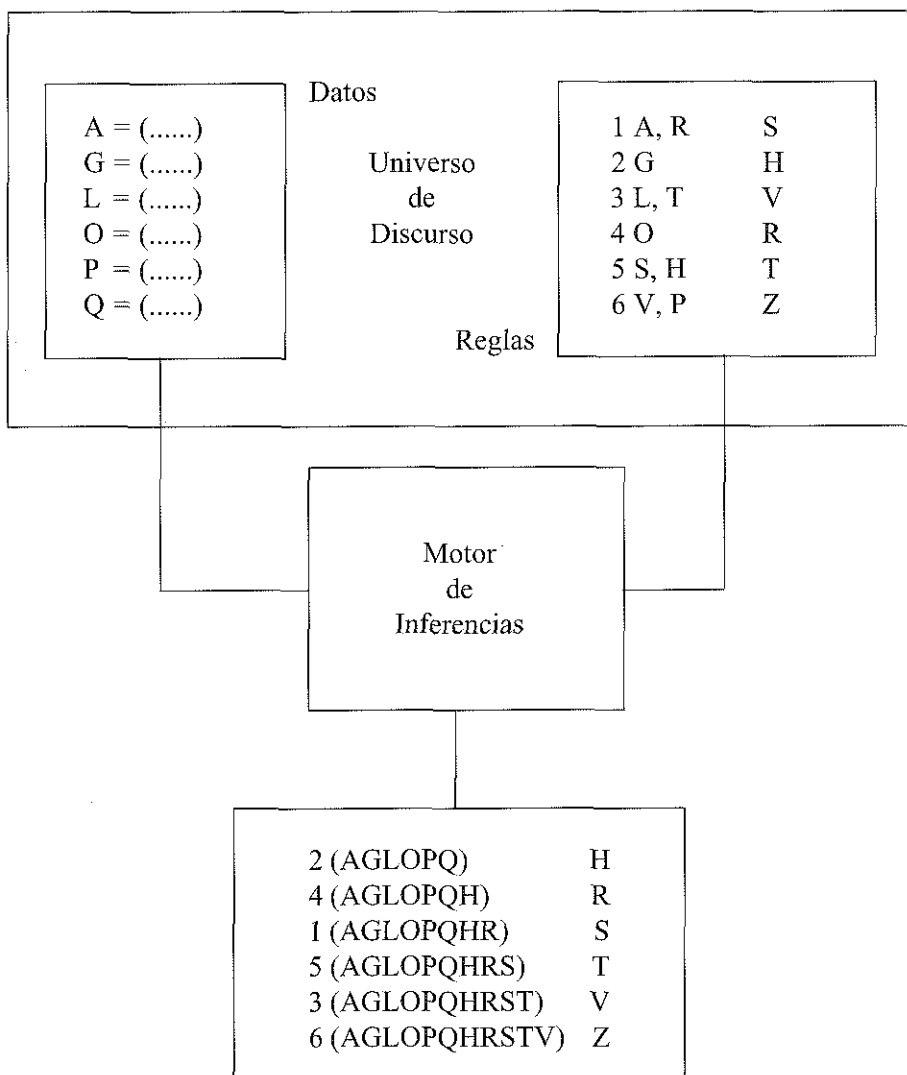 Datos
A = (......)
G = (......)
L = (......)
O = (......)
P = (......)
Q = (......)
Universo
de
Discurso
1 A, R S
2 G H
3 L, T V
4 O R
5 S, H T
6 V, P Z
Reglas
Motor
de
Inferencias
2 (AGLOPQ) H
4 (AGLOPQH) R
1 (AGLOPQHR) S
5 (AGLOPQHRS) T
3 (AGLOPQHRST) V
6 (AGLOPQHRSTV) Z